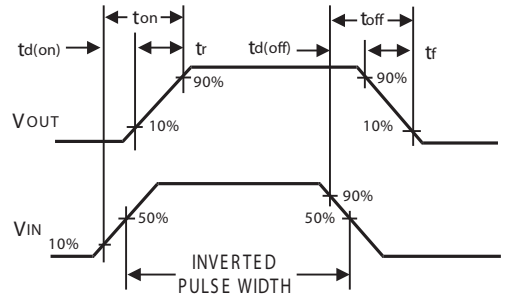 ton
toff
td(on)
tr
td(off)
tf
90%
90%
VOUT
10%
10%
90%
VIN
50%
50%
10%
INVERTED
PULSE WIDTH